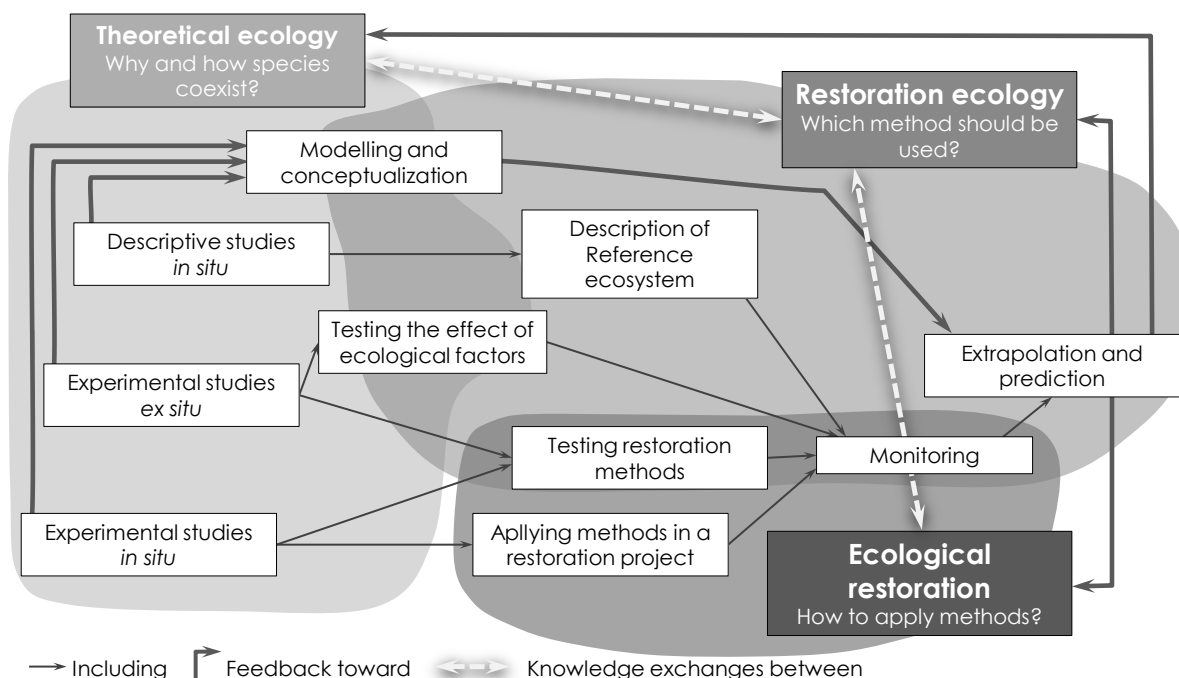 Theoretical ecology
Why and how species
coexist?
Restoration ecology
Which method should be
used?
Modelling and
conceptualization
Descriptive studies
in situ
Description of
Reference
ecosystem
Testing the effect of
ecological factors
Extrapolation and
prediction
Experimental studies
ex situ
Testing restoration
methods
Monitoring
Experimental studies
in situ
Apllying methods in a
restoration project
Ecological
restoration
How to apply methods?
Including
Feedback toward
Knowledge exchanges between